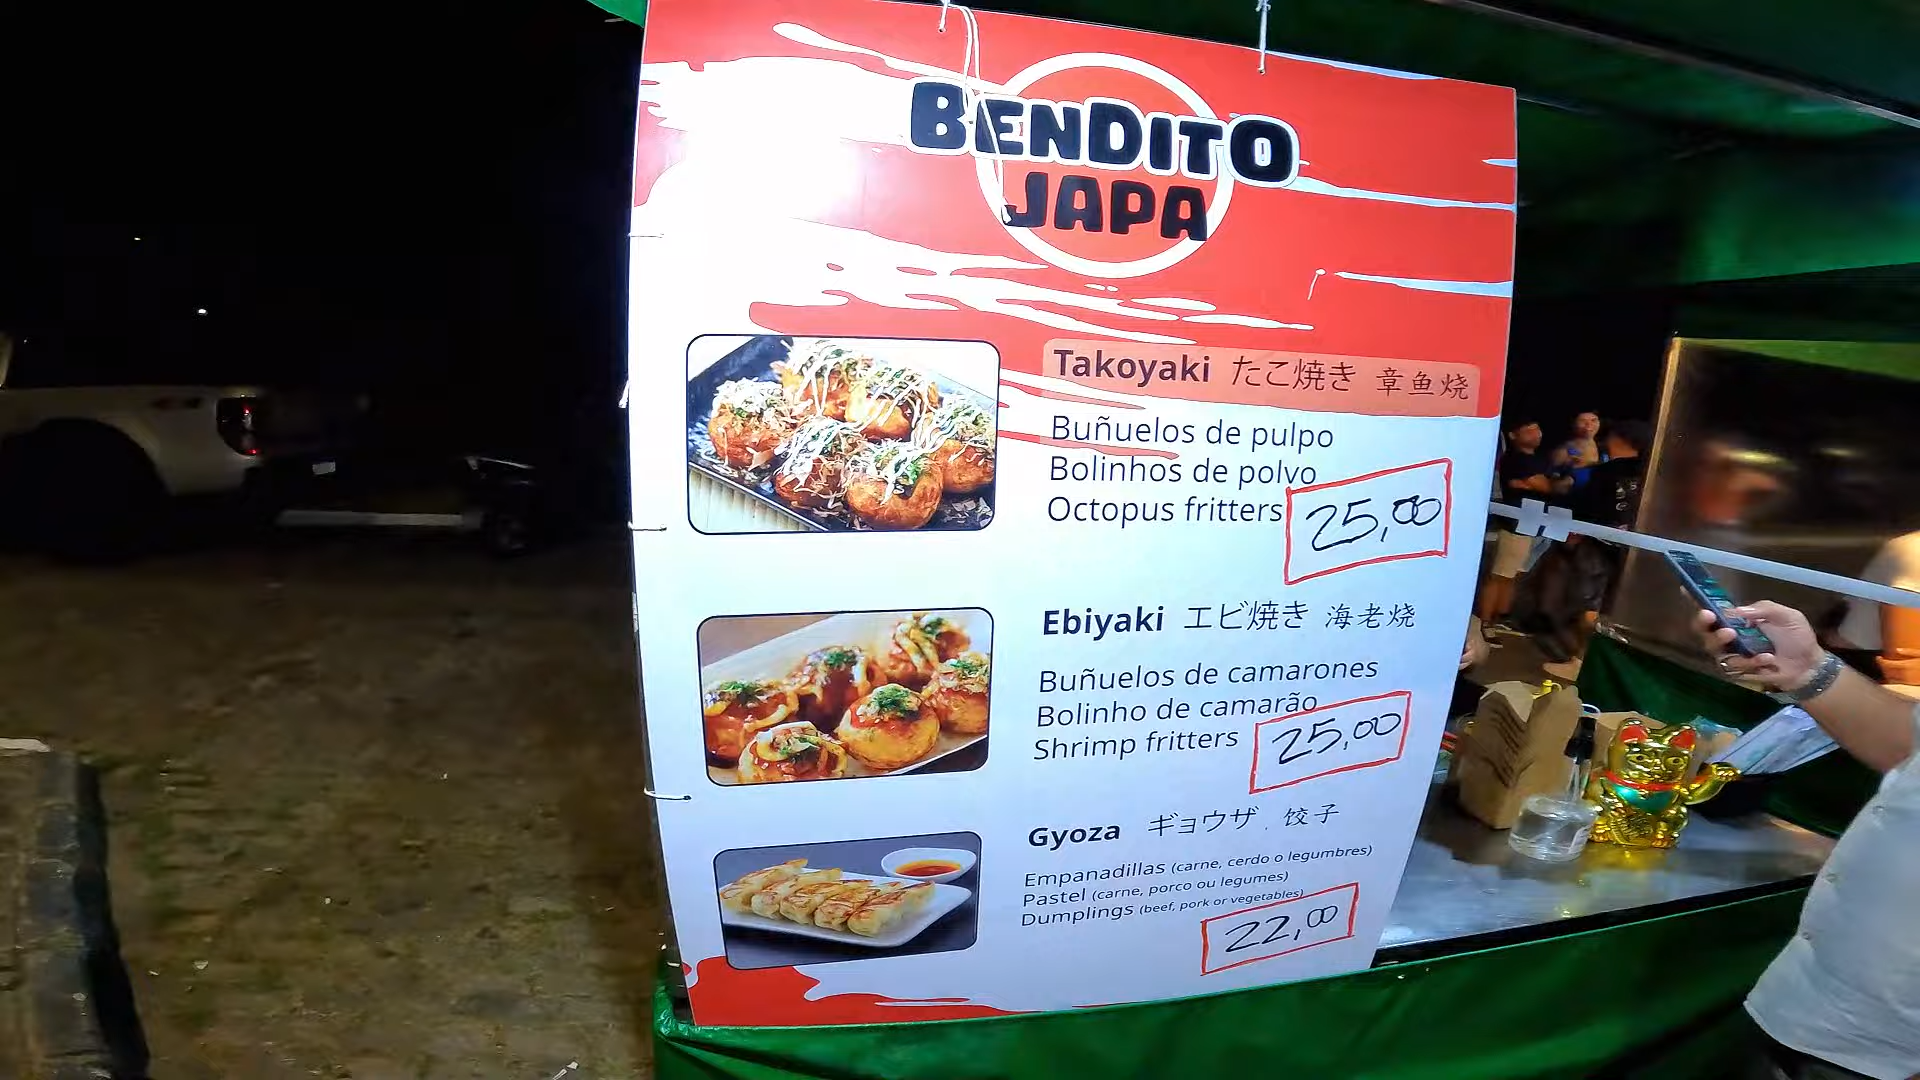 BENDITO
JAPA
Takoyaki たこ焼き 章鱼烧
Buñuelos de pulpo
Bolinhos de polvo
Octopus fritters
25,00
Ebiyaki エビ焼き 海老烧
Buñuelos de camarones
Bolinho de camarão
Shrimp fritters
25,00
Gyoza ギョウザ 饺子
Empanadillas (carne, cerdo o legumbres)
Pastel (carne, porco ou legumes)
Dumplings (beef, pork or vegetables)
22,00